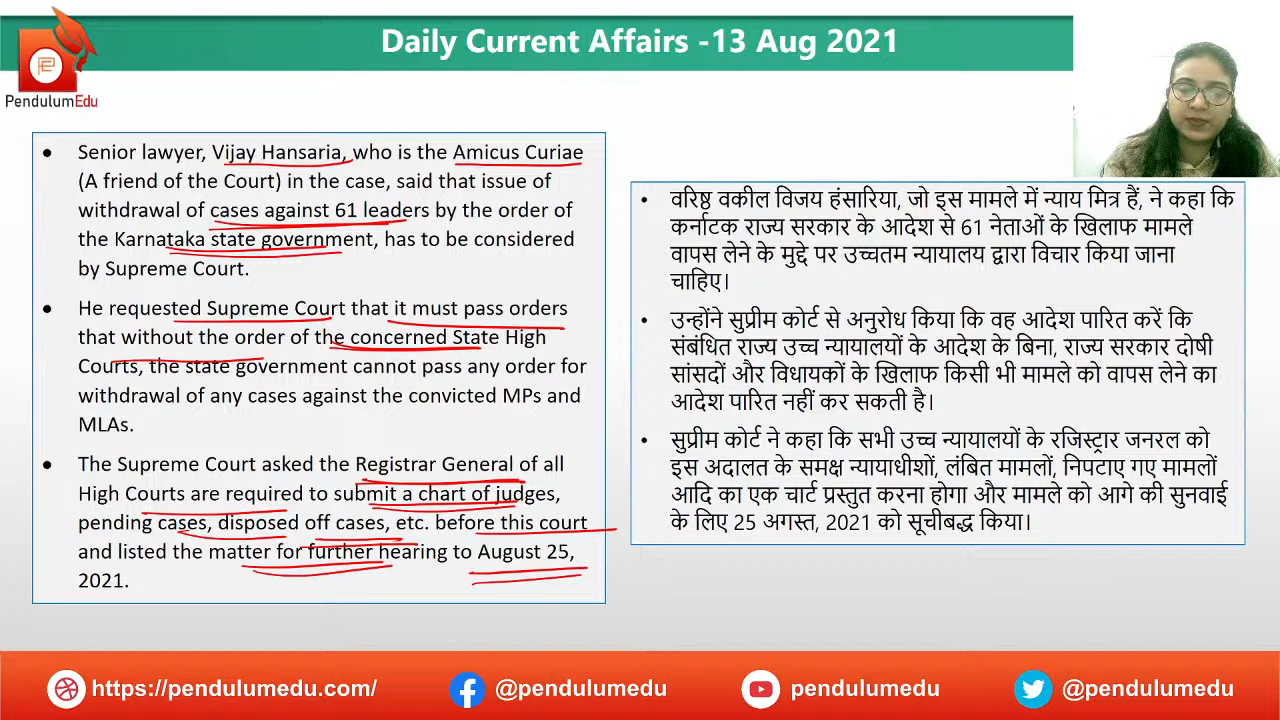 Daily Current Affairs -13 Aug 2021
PendulumEdu
Senior lawyer, Vijay Hansaria, who is the Amicus Curiae
(A friend of the Court) in the case, said that issue of
withdrawal of cases against 61 leaders by the order of
the Karnataka state government, has to be considered
by Supreme Court.
He requested Supreme Court that it must pass orders
that without the order of the concerned State High
Courts, the state government cannot pass any order for
withdrawal of any cases against the convicted MPs and
MLAs.
The Supreme Court asked the Registrar General of all
High Courts are required to submit a chart of judges,
pending cases, disposed off cases, etc. before this court
and listed the matter for further hearing to August 25,
2021.
वरिष्ठ वकील विजय हंसारिया, जो इस मामले में न्याय मित्र हैं, ने कहा कि
कर्नाटक राज्य सरकार के आदेश से 61 नेताओं के खिलाफ मामले
वापस लेने के मुद्दे पर उच्चतम न्यायालय द्वारा विचार किया जाना
चाहिए।
उन्होंने सुप्रीम कोर्ट से अनुरोध किया कि वह आदेश पारित करें कि
संबंधित राज्य उच्च न्यायालयों के आदेश के बिना, राज्य सरकार दोषी
सांसदों और विधायकों के खिलाफ किसी भी मामले को वापस लेने का
आदेश पारित नहीं कर सकती है।
सुप्रीम कोर्ट ने कहा कि सभी उच्च न्यायालयों के रजिस्ट्रार जनरल को
इस अदालत के समक्ष न्यायाधीशों, लंबित मामलों, निपटाए गए मामलों
आदि का एक चार्ट प्रस्तुत करना होगा और मामले को आगे की सुनवाई
के लिए 25 अगस्त, 2021 को सूचीबद्ध किया।
https://pendulumedu.com/
@pendulumedu
pendulumedu
@pendulumedu